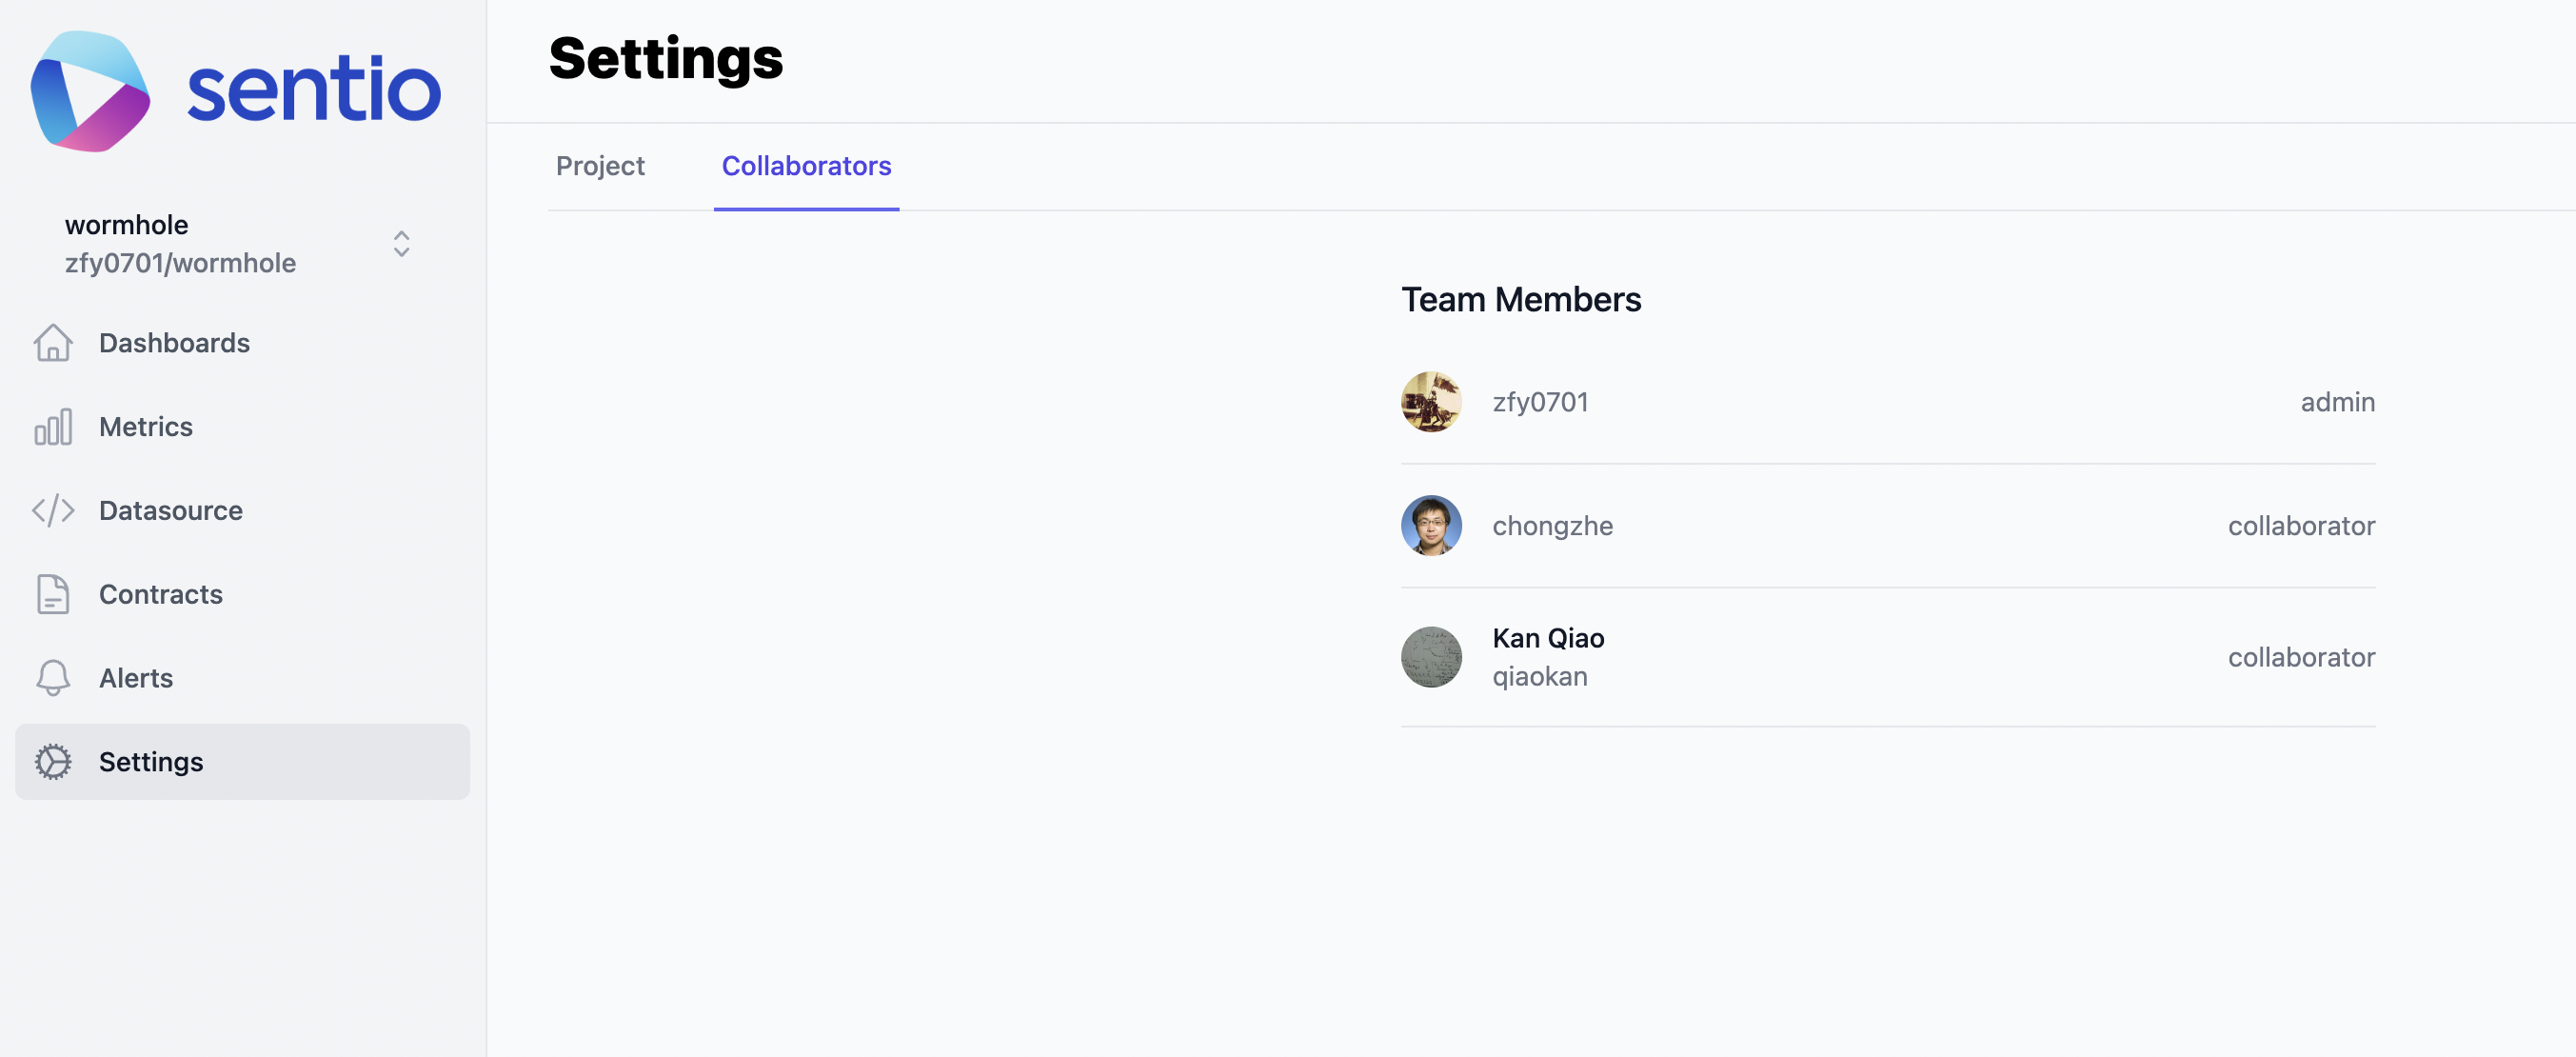 sentio
wormhole
zfy0701/wormhole
Dashboards
Metrics
Datasource
Contracts
Alerts
Settings
Settings
Project
Collaborators
Team Members
zfy0701
admin
chongzhe
collaborator
Kan Qiao
qiaokan
collaborator